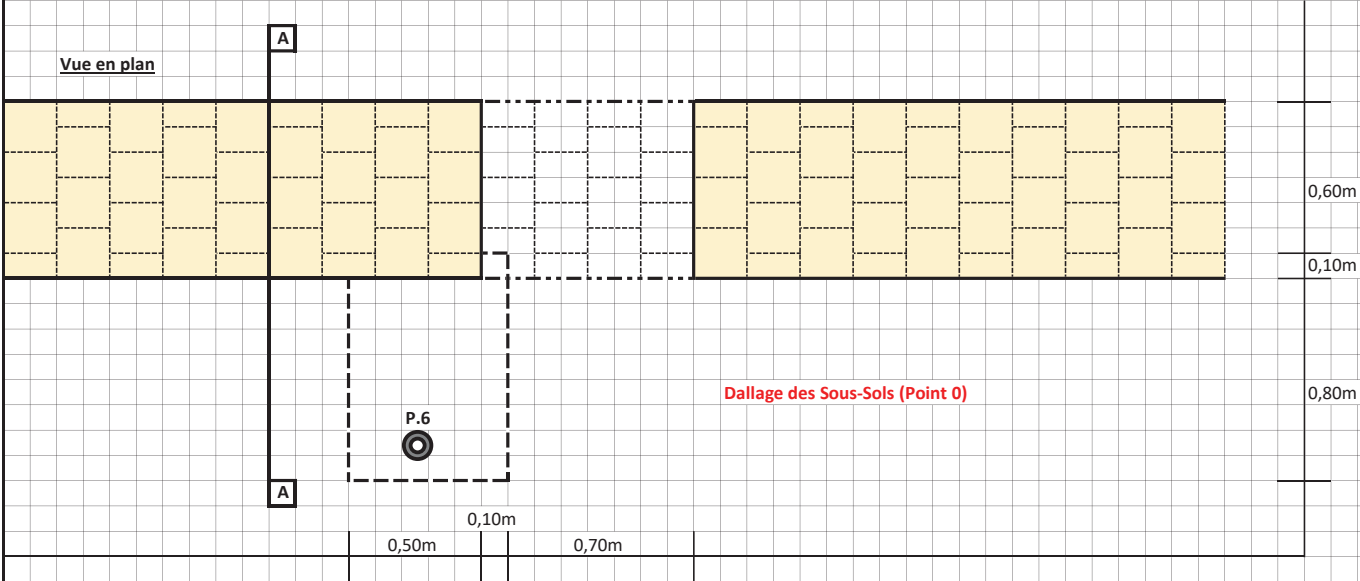 A
Vue en plan
0,60m
0,10m
Dallage des Sous-Sols (Point 0)
0,80m
P.6
A
0,10m
0,50m
0,70m